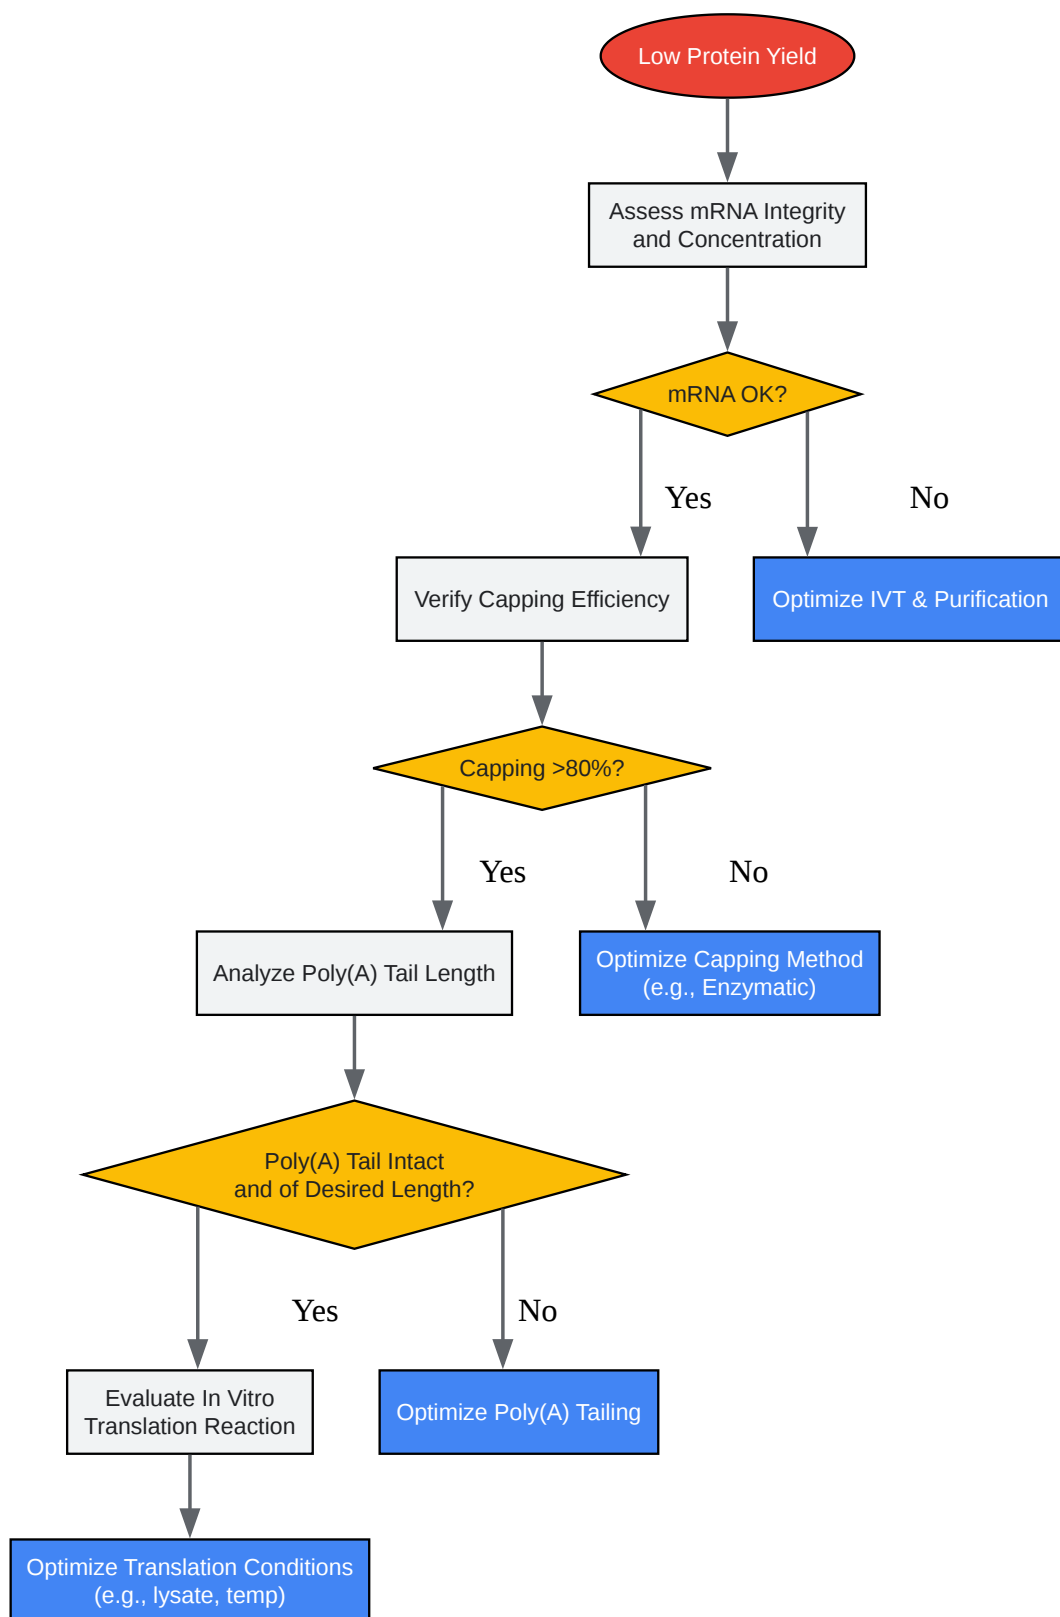 Low Protein Yield
Assess mRNA Integrity
and Concentration
mRNA OK?
Yes
No
Verify Capping Efficiency
Optimize IVT & Purification
Capping >80%?
Yes
No
Analyze Poly(A) Tail Length
Optimize Capping Method
(e.g., Enzymatic)
Poly(A) Tail Intact
and of Desired Length?
Yes
No
Evaluate In Vitro
Translation Reaction
Optimize Poly(A) Tailing
Optimize Translation Conditions
(e.g., lysate, temp)